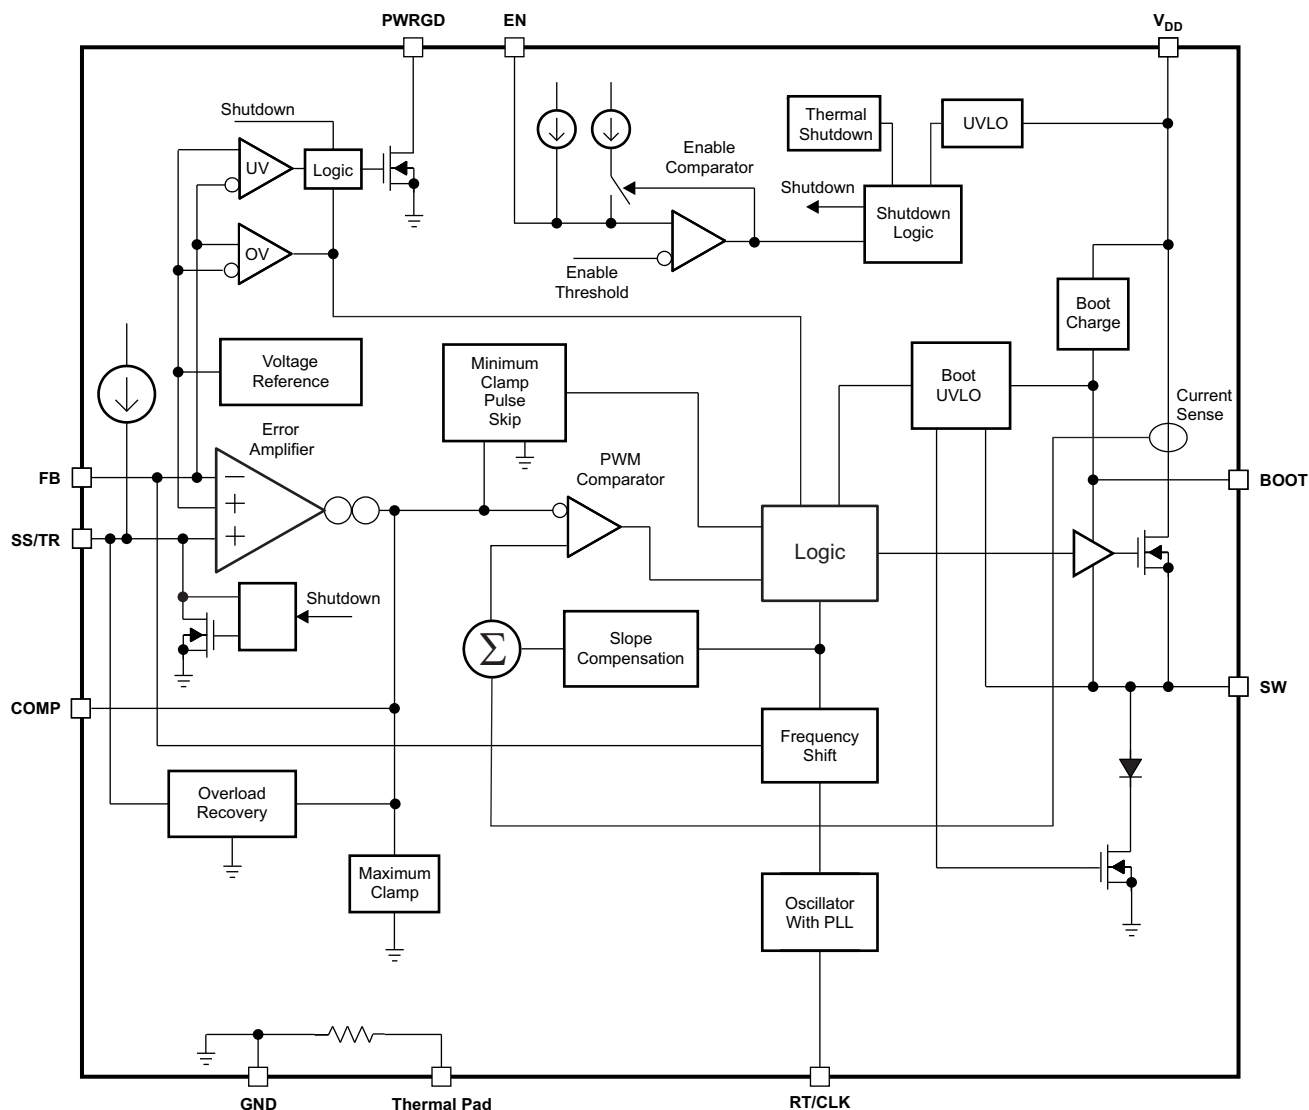 PWRGD
EN
VDD
Shutdown
UV
Logic
OV
Enable
Comparator
Enable
Threshold
Thermal
Shutdown
UVLO
Shutdown
Shutdown
Logic
Boot
Charge
Voltage
Reference
Minimum
Clamp
Pulse
Skip
Boot
UVLO
Current
Sense
Error
Amplifier
PWM
Comparator
FB
−
+
+
BOOT
SS/TR
Logic
Shutdown
Σ
Slope
Compensation
SW
COMP
Frequency
Shift
Overload
Recovery
Maximum
Clamp
Oscillator
With PLL
GND
Thermal Pad
RT/CLK